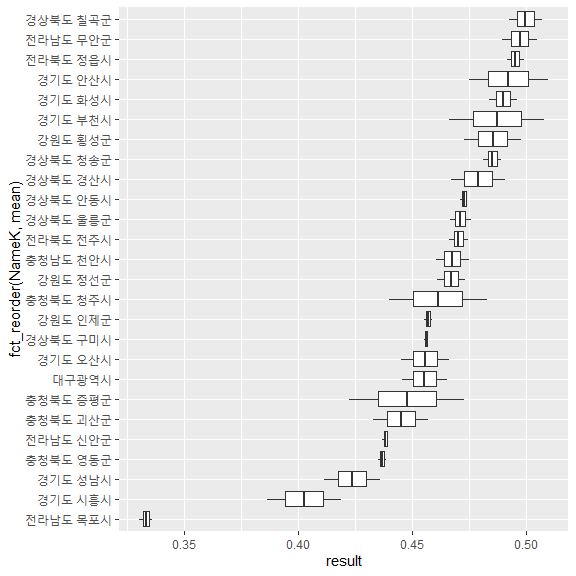 경상북도 칠곡군
전라남도 무안군
전라북도 정읍시
경기도 안산시
경기도 화성시
경기도 부천시
강원도 횡성군
경상북도 청송군
경상북도 경산시
경상북도 안동시
경상북도 울릉군
전라북도 전주시
충청남도 천안시
강원도 정선군
충청북도 청주시
강원도 인제군
경상북도 구미시
경기도 오산시
대구광역시
충청북도 증평군
충청북도 괴산군
전라남도 신안군
충청북도 영동군
경기도 성남시
경기도 시흥시
전라남도 목포시
fct_reorder(NameK, mean)
0.35 0.40 0.45 0.50
result